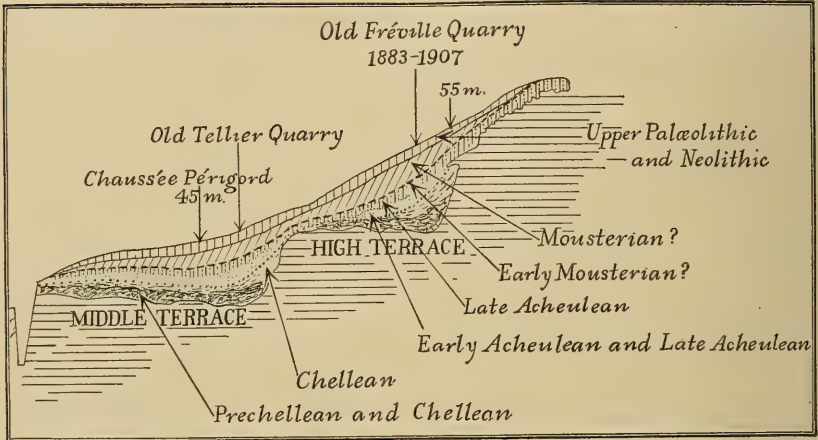 Old Fréville Quarry
1883-1907
55 m.
Old Tellier Quarry
Upper Palæolithic
and Neolithic
Chaussée Périgord
45 m.
Mousterian?
HIGH TERRACE
Early Mousterian?
Late Acheulean
MIDDLE TERRACE
Early Acheulean and Late Acheulean
Chellean
Prechellean and Chellean